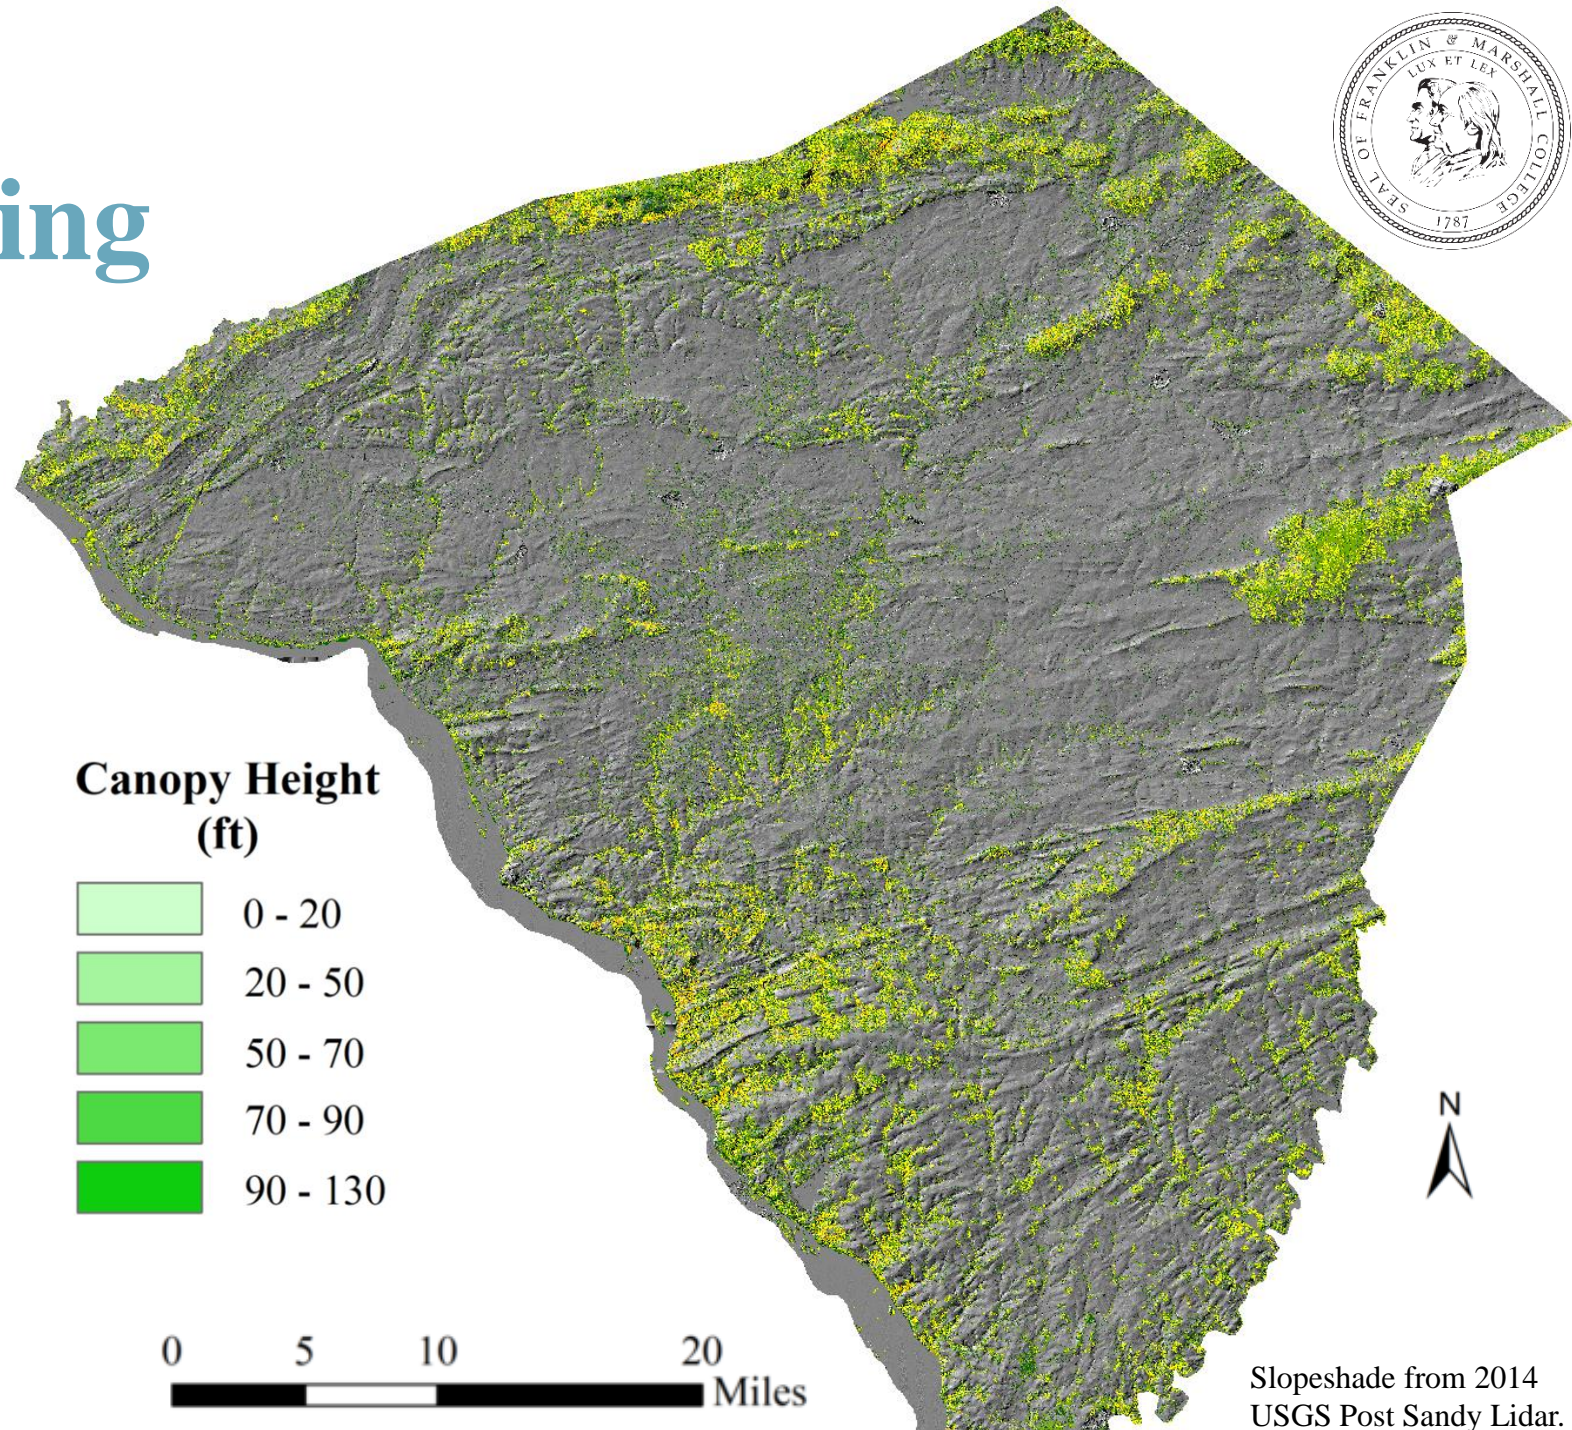 ing
SEAL OF FRANKLIN & MARSHALL COLLEGE
LUX ET LEX
1787
Canopy Height
(ft)
0 - 20
20 - 50
50 - 70
70 - 90
90 - 130
N
0 5 10 20
Miles
Slopeshade from 2014
USGS Post Sandy Lidar.